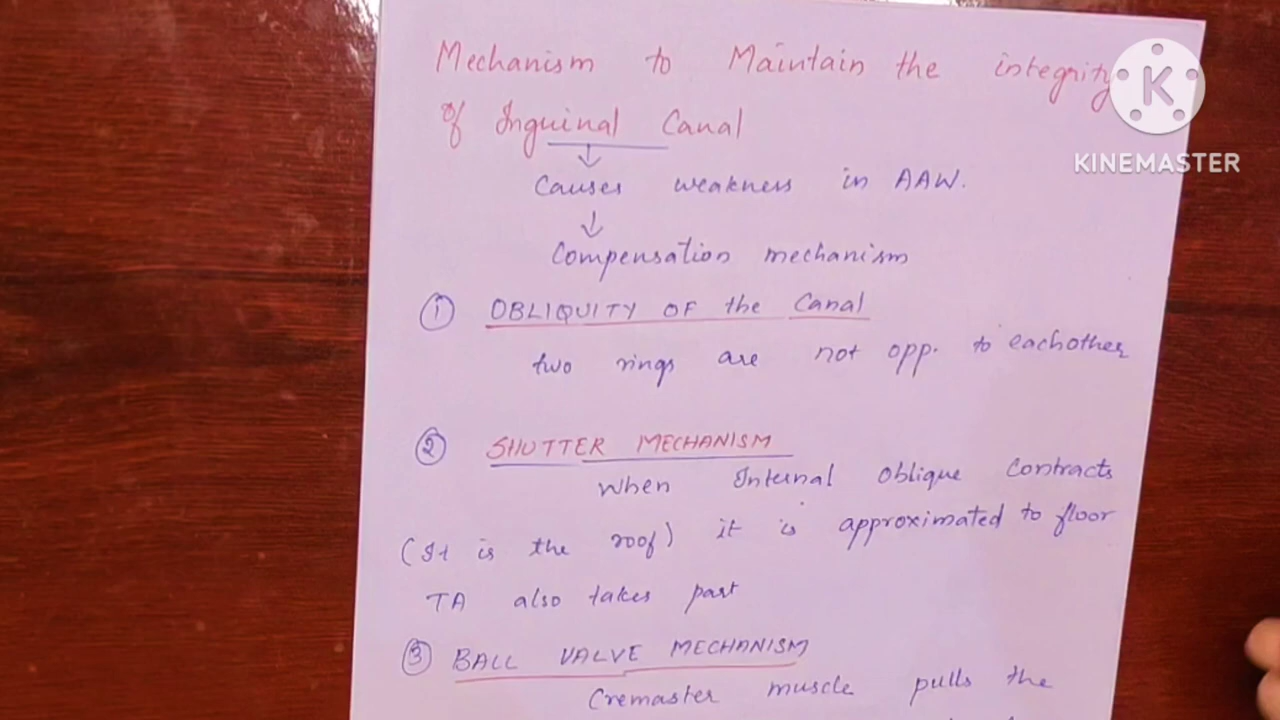 Mechanism to Maintain the integrity
of Inguinal Canal
KINEMASTER
Causes weakness in AAW.
Compensation mechanism
① OBLIQUITY OF the Canal
two rings are not opp. to eachother
② SHUTTER MECHANISM
When Internal oblique Contracts
(It is the roof) it is approximated to floor
TA also takes part
③ BALL VALVE MECHANISM
Cremaster muscle pulls the